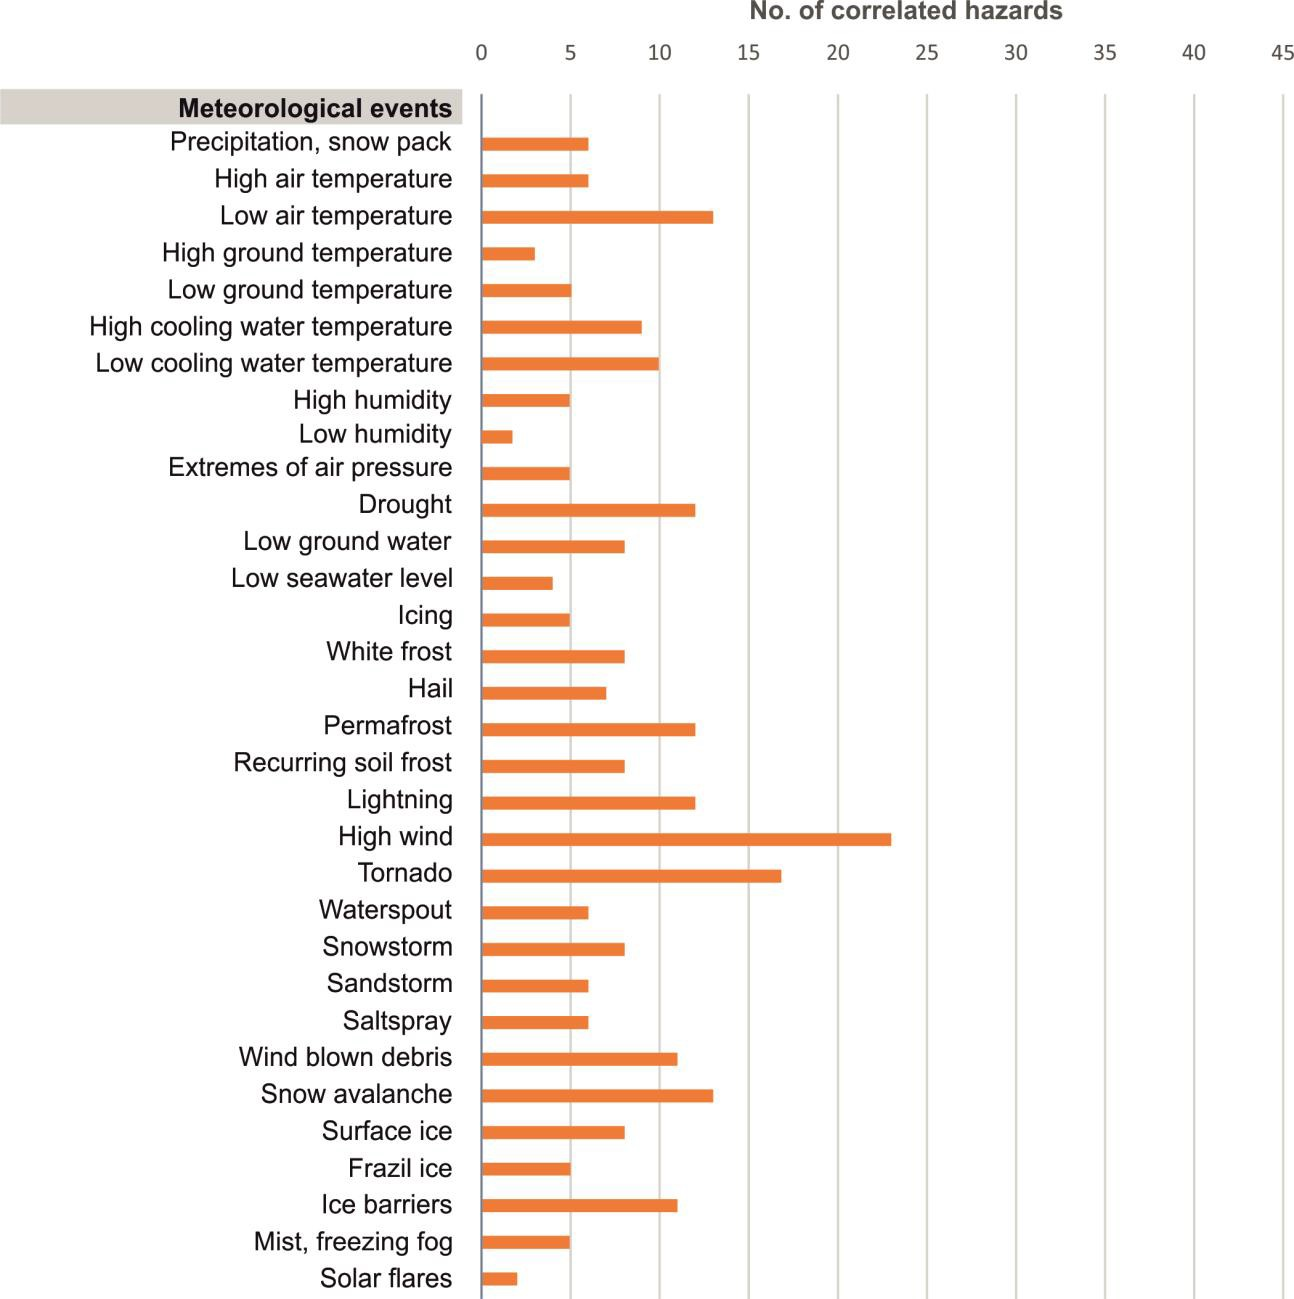 No. of correlated hazards
0 5 10 15 20 25 30 35 40 45
Meteorological events
Precipitation, snow pack
High air temperature
Low air temperature
High ground temperature
Low ground temperature
High cooling water temperature
Low cooling water temperature
High humidity
Low humidity
Extremes of air pressure
Drought
Low ground water
Low seawater level
Icing
White frost
Hail
Permafrost
Recurring soil frost
Lightning
High wind
Tornado
Waterspout
Snowstorm
Sandstorm
Saltspray
Wind blown debris
Snow avalanche
Surface ice
Frazil ice
Ice barriers
Mist, freezing fog
Solar flares